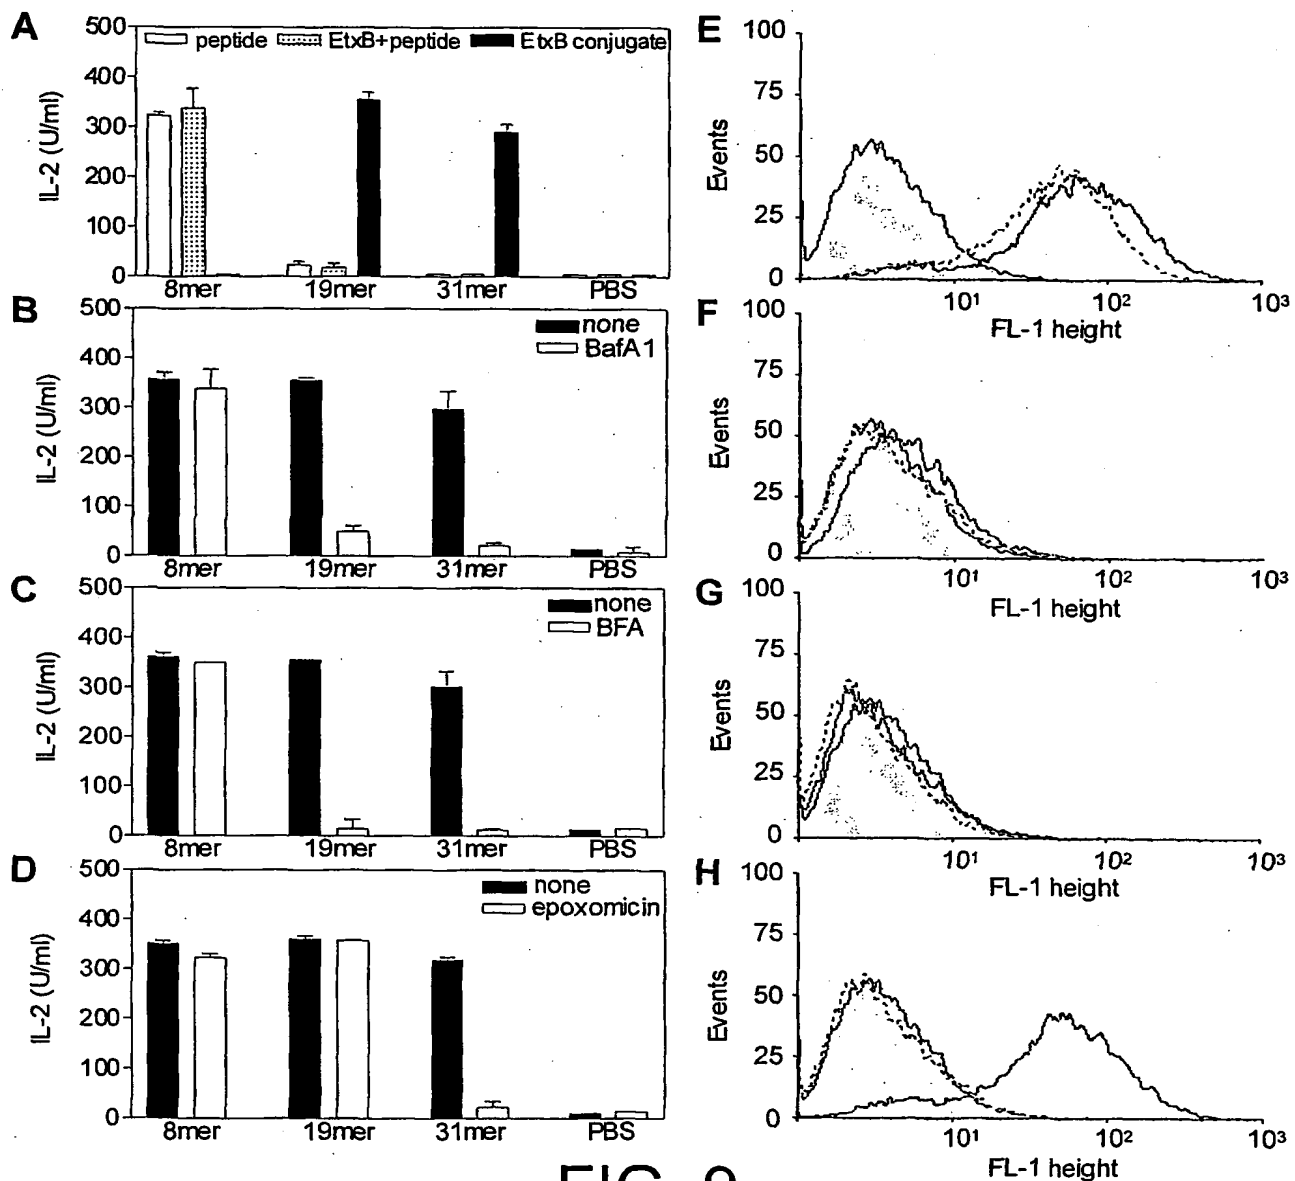 A
500
400
300
200
100
0
IL-2 (U/ml)
peptide EtxB+peptide EtxB conjugate
8mer 19mer 31mer PBS
B
500
400
300
200
100
0
IL-2 (U/ml)
none
BafA1
8mer 19mer 31mer PBS
C
500
400
300
200
100
0
IL-2 (U/ml)
none
BFA
8mer 19mer 31mer PBS
D
500
400
300
200
100
0
IL-2 (U/ml)
none
epoxomicin
8mer 19mer 31mer PBS
E
100
75
50
25
0
Events
10¹ 10² 10³
FL-1 height
F
100
75
50
25
0
Events
10¹ 10² 10³
FL-1 height
G
100
75
50
25
0
Events
10¹ 10² 10³
FL-1 height
H
100
75
50
25
0
Events
10¹ 10² 10³
FL-1 height